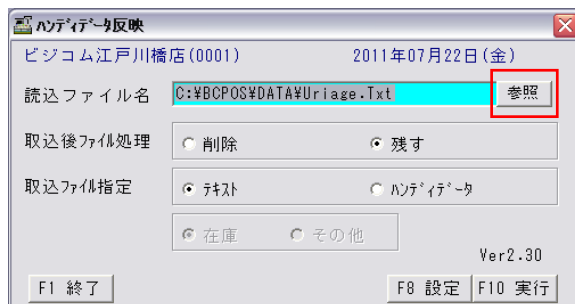 ﾊﾝﾃﾞｨﾃﾞｰﾀ反映
ビジコム江戸川橋店(0001) 2011年07月22日(金)
読込ファイル名 C:¥BCPOS¥DATA¥Uriage.Txt 参照
取込後ﾌｧｲﾙ処理 削除 残す
取込ﾌｧｲﾙ指定 ﾃｷｽﾄ ﾊﾝﾃﾞｨﾃﾞｰﾀ
在庫 その他
Ver2.30
F1 終了 F8 設定 F10 実行